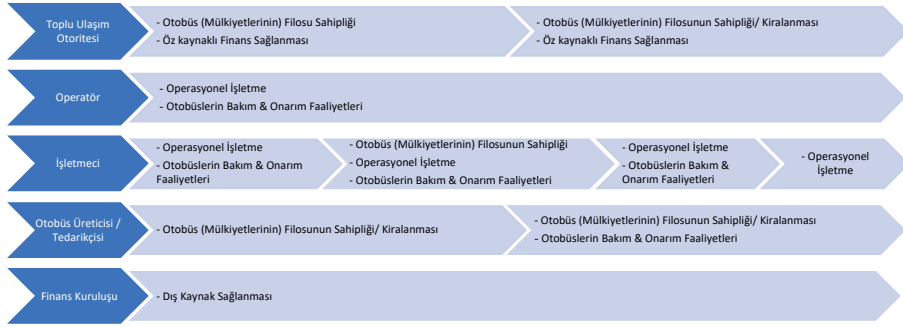 Toplu Ulaşım
Otoritesi
- Otobüs (Mülkiyetlerinin) Filosu Sahipliği
- Öz kaynaklı Finans Sağlanması
- Otobüs (Mülkiyetlerinin) Filosunun Sahipliği/ Kiralanması
- Öz kaynaklı Finans Sağlanması
Operatör
- Operasyonel İşletme
- Otobüslerin Bakım & Onarım Faaliyetleri
İşletmeci
- Operasyonel İşletme
- Otobüslerin Bakım & Onarım
Faaliyetleri
- Otobüs (Mülkiyetlerinin) Filosunun Sahipliği
- Operasyonel İşletme
- Otobüslerin Bakım & Onarım Faaliyetleri
- Operasyonel İşletme
- Otobüslerin Bakım &
Onarım Faaliyetleri
- Operasyonel
İşletme
Otobüs Üreticisi /
Tedarikçisi
- Otobüs (Mülkiyetlerinin) Filosunun Sahipliği/ Kiralanması
- Otobüs (Mülkiyetlerinin) Filosunun Sahipliği/ Kiralanması
- Otobüslerin Bakım & Onarım Faaliyetleri
Finans Kuruluşu
- Dış Kaynak Sağlanması